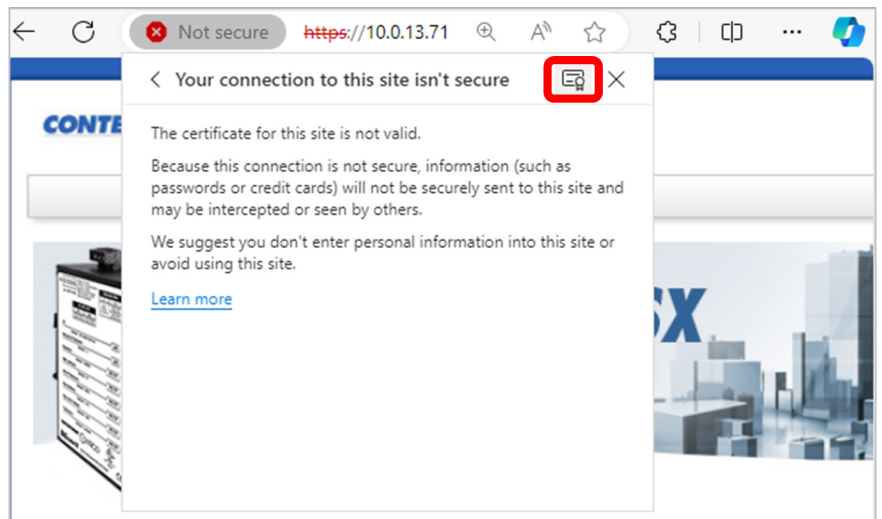 Not secure https://10.0.13.71
Your connection to this site isn't secure
CONTE
The certificate for this site is not valid.
Because this connection is not secure, information (such as
passwords or credit cards) will not be securely sent to this site and
may be intercepted or seen by others.
We suggest you don't enter personal information into this site or
avoid using this site.
Learn more
SX